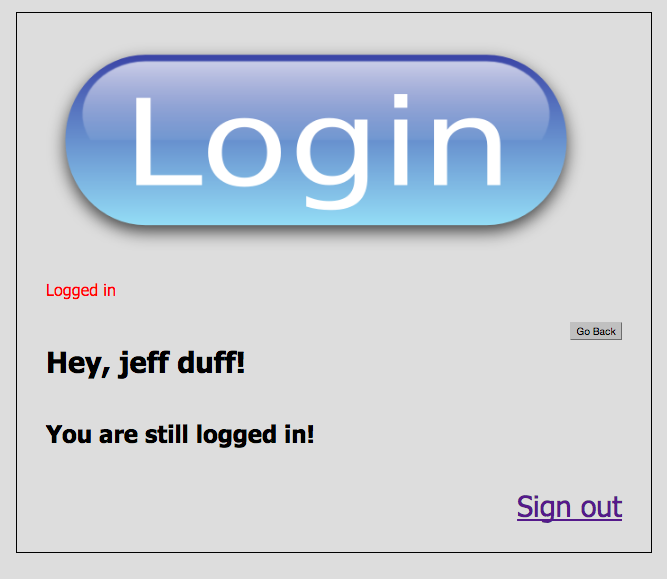 Login
Logged in
Go Back
Hey, jeff duff!
You are still logged in!
Sign out